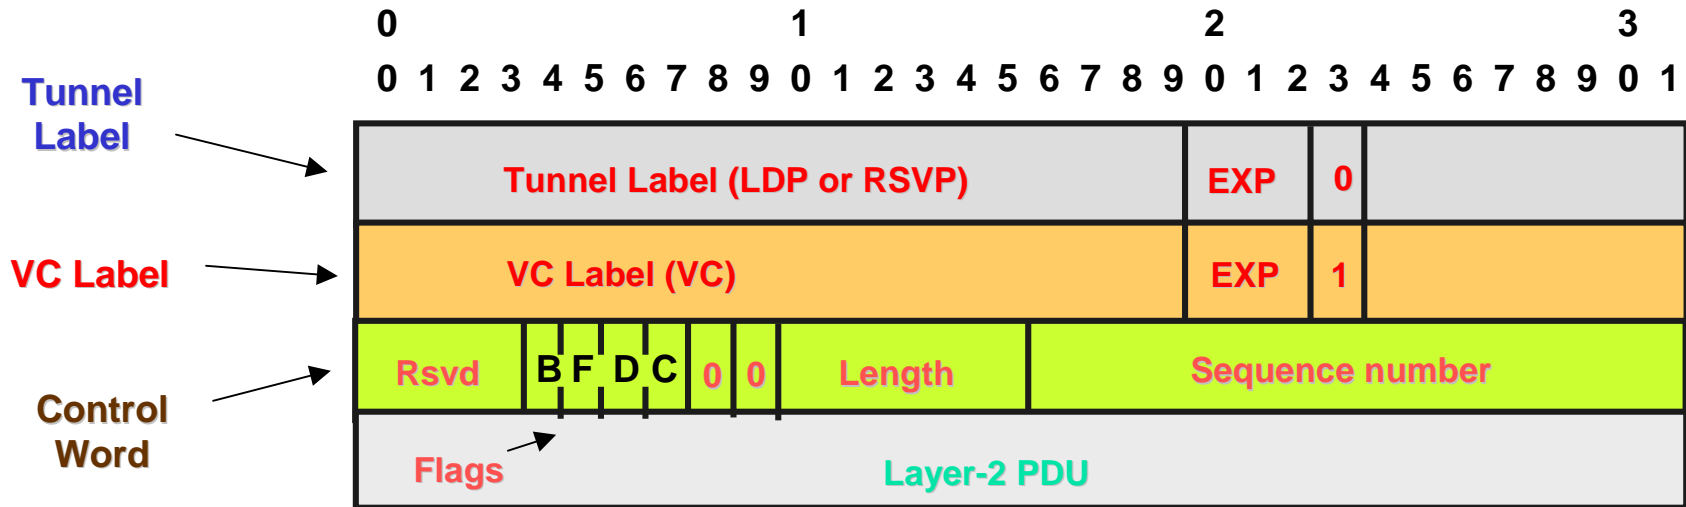 0 1 2 3
0 1 2 3 4 5 6 7 8 9 0 1 2 3 4 5 6 7 8 9 0 1 2 3 4 5 6 7 8 9 0 1
Tunnel
Label
Tunnel Label (LDP or RSVP) EXP 0
VC Label
VC Label (VC) EXP 1
Rsvd B F D C 0 0 Length Sequence number
Control
Word
Flags
Layer-2 PDU